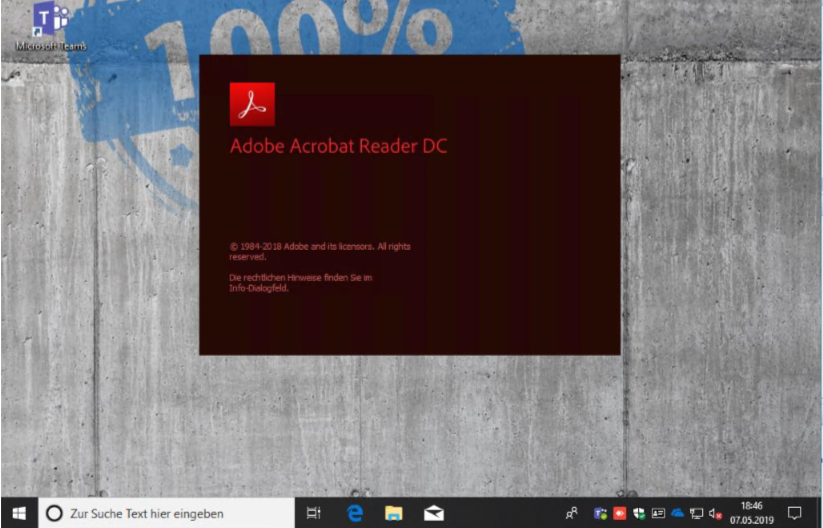 100%
Microsoft Teams
Adobe Acrobat Reader DC
© 1984-2018 Adobe and its licensors. All rights
reserved.
Die rechtlichen Hinweise finden Sie im
Info-Dialogfeld.
Zur Suche Text hier eingeben
18:46
07.05.2019